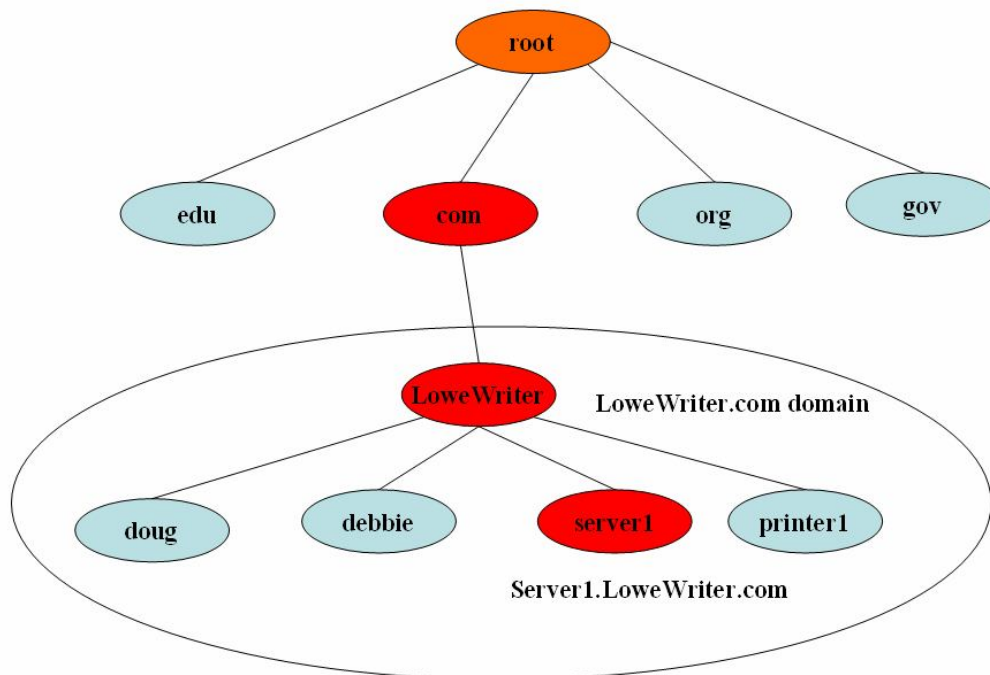 root
edu
com
org
gov
LoweWriter
LoweWriter.com domain
doug
debbie
server1
printer1
Server1.LoweWriter.com